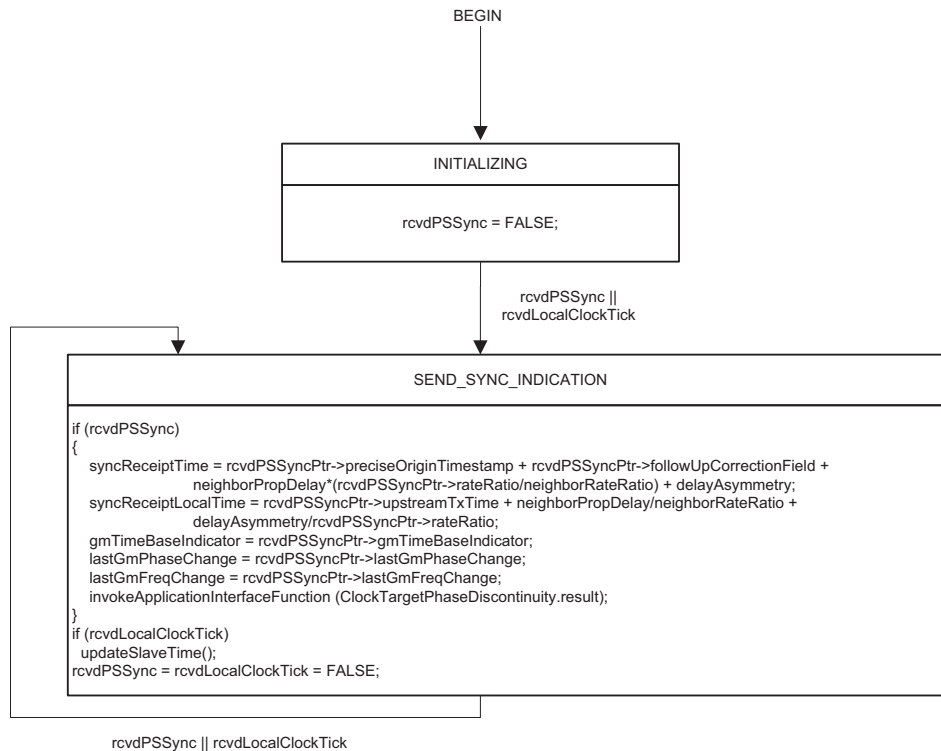 BEGIN
INITIALIZING
rcvdPSSync = FALSE;
rcvdPSSync ||
rcvdLocalClockTick
SEND_SYNC_INDICATION
if (rcvdPSSync)
{
syncReceiptTime = rcvdPSSyncPtr->preciseOriginTimestamp + rcvdPSSyncPtr->followUpCorrectionField +
neighborPropDelay*(rcvdPSSyncPtr->rateRatio/neighborRateRatio) + delayAsymmetry;
syncReceiptLocalTime = rcvdPSSyncPtr->upstreamTxTime + neighborPropDelay/neighborRateRatio +
delayAsymmetry/rcvdPSSyncPtr->rateRatio;
gmTimeBaseIndicator = rcvdPSSyncPtr->gmTimeBaseIndicator;
lastGmPhaseChange = rcvdPSSyncPtr->lastGmPhaseChange;
lastGmFreqChange = rcvdPSSyncPtr->lastGmFreqChange;
invokeApplicationInterfaceFunction (ClockTargetPhaseDiscontinuity.result);
}
if (rcvdLocalClockTick)
updateSlaveTime();
rcvdPSSync = rcvdLocalClockTick = FALSE;
rcvdPSSync || rcvdLocalClockTick